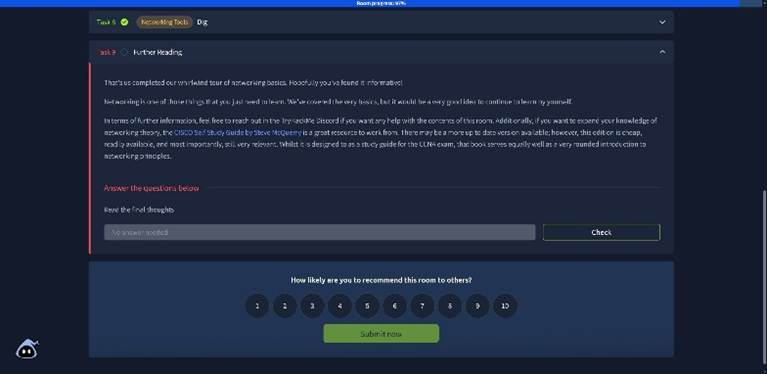 Room progress: 97%
Task 8 Networking Tools Dig
Task 9 Further Reading
That's us completed our whirlwind tour of networking basics. Hopefully you've found it informative!
Networking is one of those things that you just need to learn. We've covered the very basics, but it would be a very good idea to continue to learn by yourself.
In terms of further information, feel free to reach out in the TryHackMe Discord if you want any help with the contents of this room. Additionally, if you want to expand your knowledge of
networking theory, the CISCO Self Study Guide by Steve McQuerry is a great resource to work from. There may be a more up to date version available; however, this edition is cheap,
readily available, and most importantly, still very relevant. Whilst it is designed to as a study guide for the CCNA exam, that book serves equally well as a very rounded introduction to
networking principles.
Answer the questions below
Read the final thoughts
No answer needed
Check
How likely are you to recommend this room to others?
1 2 3 4 5 6 7 8 9 10
Submit now